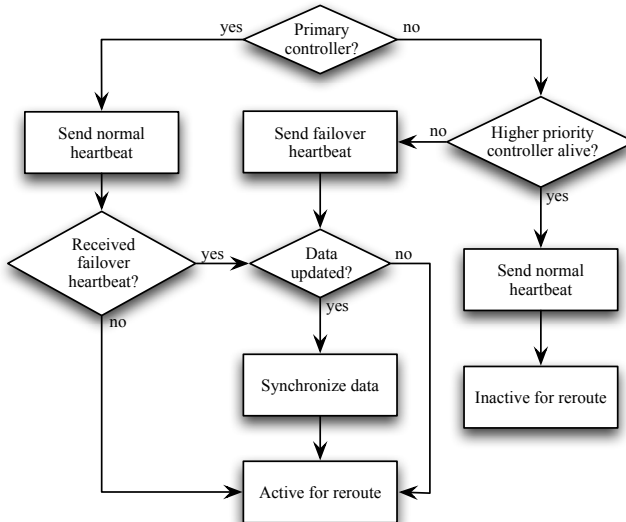 Primary
controller?
yes
no
Send normal
heartbeat
Send failover
heartbeat
no
Higher priority
controller alive?
yes
Received
failover
heartbeat?
yes
Data
updated?
no
Send normal
heartbeat
no
yes
Synchronize data
Inactive for reroute
Active for reroute